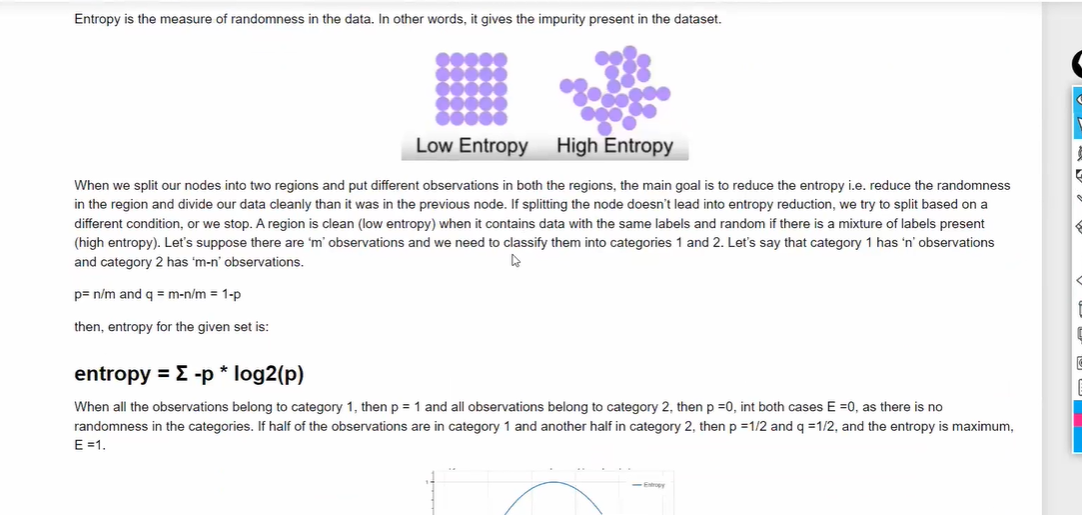 Entropy is the measure of randomness in the data. In other words, it gives the impurity present in the dataset.
Low Entropy High Entropy
When we split our nodes into two regions and put different observations in both the regions, the main goal is to reduce the entropy i.e. reduce the randomness
in the region and divide our data cleanly than it was in the previous node. If splitting the node doesn't lead into entropy reduction, we try to split based on a
different condition, or we stop. A region is clean (low entropy) when it contains data with the same labels and random if there is a mixture of labels present
(high entropy). Let's suppose there are 'm' observations and we need to classify them into categories 1 and 2. Let's say that category 1 has 'n' observations
and category 2 has 'm-n' observations.
p= n/m and q = m-n/m = 1-p
then, entropy for the given set is:
entropy = Σ -p * log2(p)
When all the observations belong to category 1, then p = 1 and all observations belong to category 2, then p =0, int both cases E =0, as there is no
randomness in the categories. If half of the observations are in category 1 and another half in category 2, then p =1/2 and q =1/2, and the entropy is maximum,
E =1.
1
Entropy